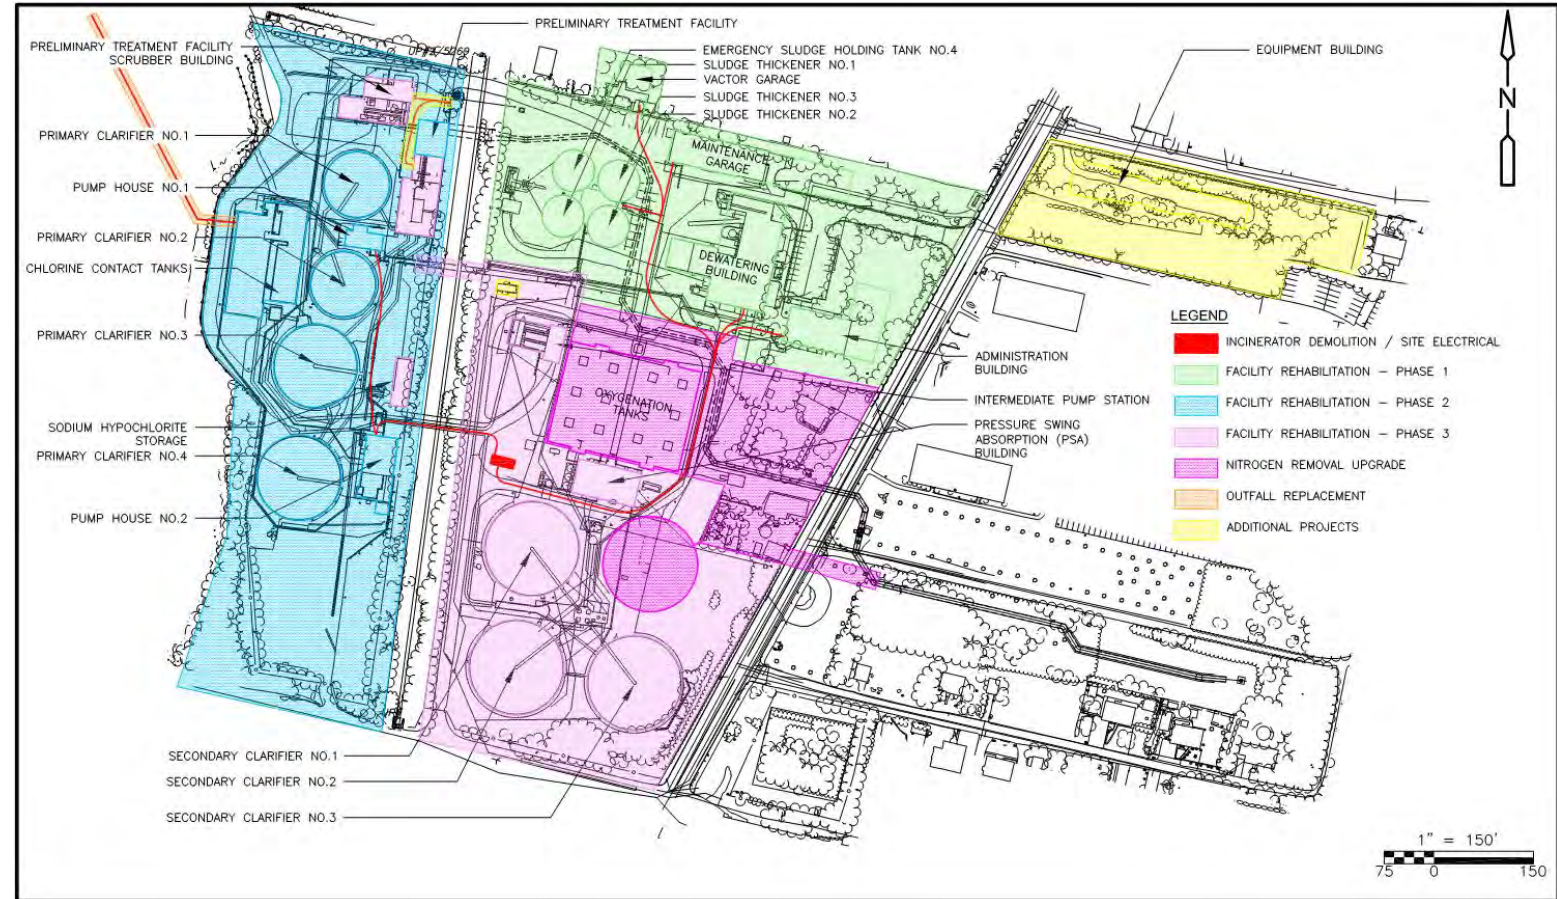 PRELIMINARY TREATMENT FACILITY
PRELIMINARY TREATMENT FACILITY
SCRUBBER BUILDING
EMERGENCY SLUDGE HOLDING TANK NO.4
SLUDGE THICKENER NO.1
VACTOR GARAGE
SLUDGE THICKENER NO.3
SLUDGE THICKENER NO.2
EQUIPMENT BUILDING
N
PRIMARY CLARIFIER NO.1
PUMP HOUSE NO.1
PRIMARY CLARIFIER NO.2
CHLORINE CONTACT TANKS
PRIMARY CLARIFIER NO.3
SODIUM HYPOCHLORITE
STORAGE
PRIMARY CLARIFIER NO.4
PUMP HOUSE NO.2
MAINTENANCE
GARAGE
DEWATERING
BUILDING
OXYGENATION
TANKS
ADMINISTRATION
BUILDING
INTERMEDIATE PUMP STATION
PRESSURE SWING
ABSORPTION (PSA)
BUILDING
LEGEND
INCINERATOR DEMOLITION / SITE ELECTRICAL
FACILITY REHABILITATION – PHASE 1
FACILITY REHABILITATION – PHASE 2
FACILITY REHABILITATION – PHASE 3
NITROGEN REMOVAL UPGRADE
OUTFALL REPLACEMENT
ADDITIONAL PROJECTS
SECONDARY CLARIFIER NO.1
SECONDARY CLARIFIER NO.2
SECONDARY CLARIFIER NO.3
1" = 150'
75 0 150